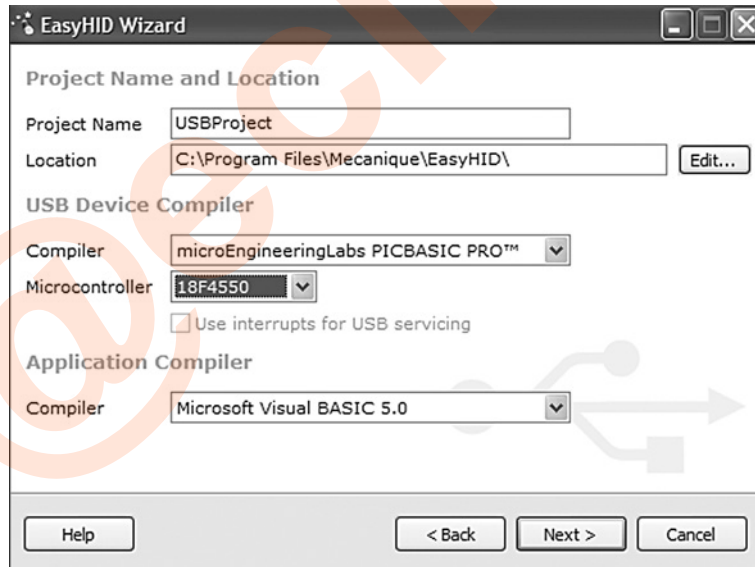 EasyHID Wizard
Project Name and Location
Project Name USBProject
Location C:\Program Files\Mecanique\EasyHID\ Edit...
USB Device Compiler
Compiler microEngineeringLabs PICBASIC PRO™
Microcontroller 18F4550
Use interrupts for USB servicing
Application Compiler
Compiler Microsoft Visual BASIC 5.0
Help < Back Next > Cancel